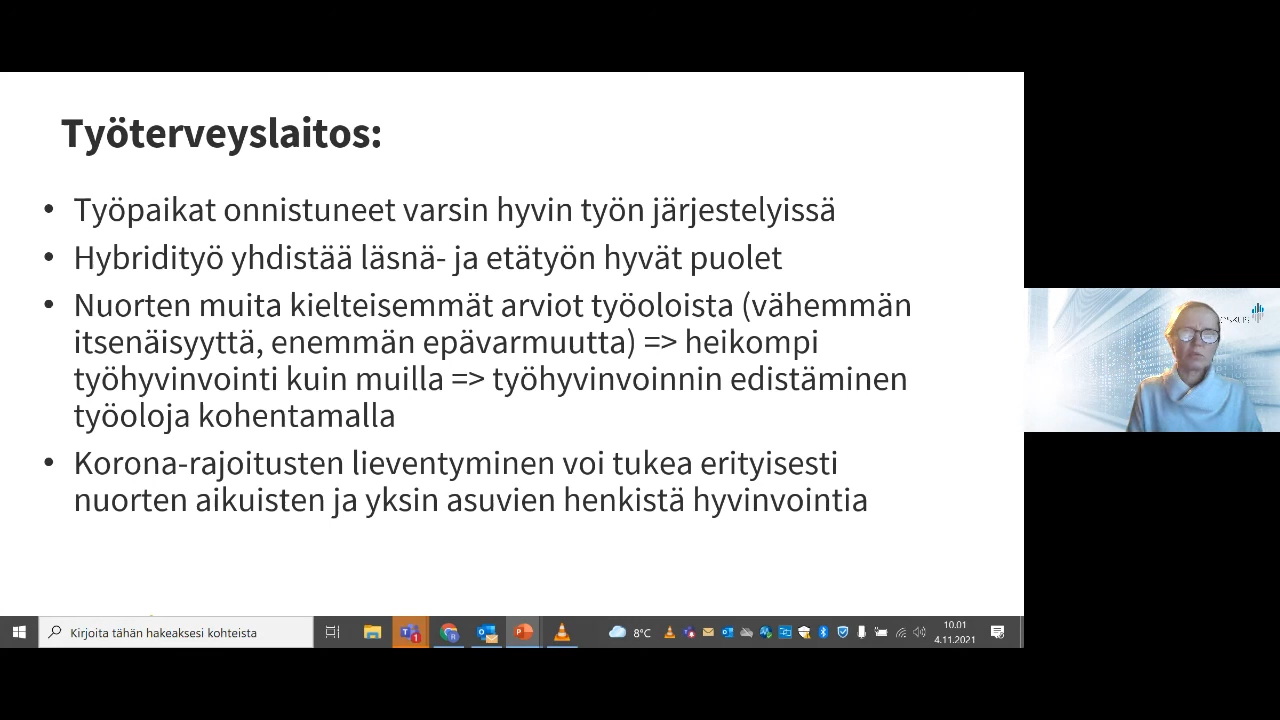 Työterveyslaitos:
• Työpaikat onnistuneet varsin hyvin työn järjestelyissä
• Hybridityö yhdistää läsnä- ja etätyön hyvät puolet
• Nuorten muita kielteisemmät arviot työoloista (vähemmän
itsenäisyyttä, enemmän epävarmuutta) => heikompi
työhyvinvointi kuin muilla => työhyvinvoinnin edistäminen
työoloja kohentamalla
• Korona-rajoitusten lieventyminen voi tukea erityisesti
nuorten aikuisten ja yksin asuvien henkistä hyvinvointia
Kirjoita tähän hakeaksesi kohteista
8°C
10.01
4.11.2021